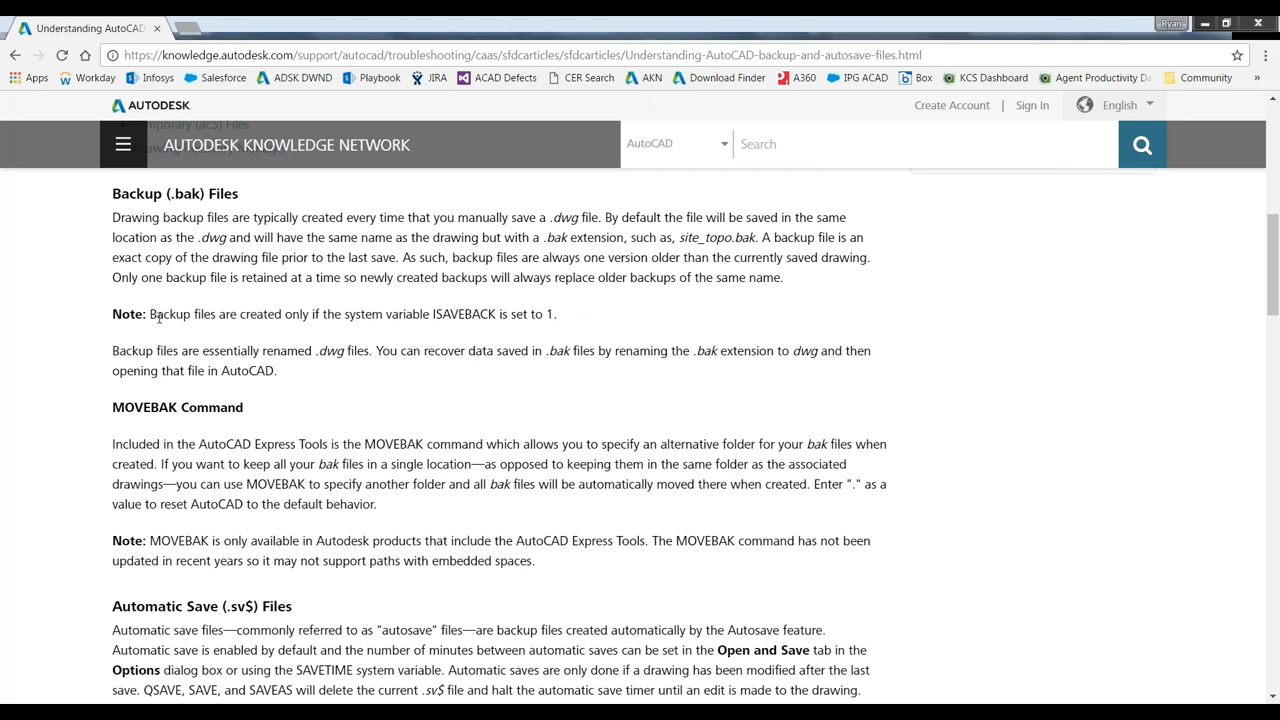 Understanding AutoCAD
Ryan
https://knowledge.autodesk.com/support/autocad/troubleshooting/caas/sfdcarticles/sfdcarticles/Understanding-AutoCAD-backup-and-autosave-files.html
Apps Workday Infosys Salesforce ADSK DWND Playbook JIRA ACAD Defects CER Search AKN Download Finder A360 IPG ACAD Box KCS Dashboard Agent Productivity Da Community »
AUTODESK. Create Account | Sign In English
AUTODESK KNOWLEDGE NETWORK AutoCAD Search
Backup (.bak) Files
Drawing backup files are typically created every time that you manually save a .dwg file. By default the file will be saved in the same
location as the .dwg and will have the same name as the drawing but with a .bak extension, such as, site_topo.bak. A backup file is an
exact copy of the drawing file prior to the last save. As such, backup files are always one version older than the currently saved drawing.
Only one backup file is retained at a time so newly created backups will always replace older backups of the same name.
Note: Backup files are created only if the system variable ISAVEBACK is set to 1.
Backup files are essentially renamed .dwg files. You can recover data saved in .bak files by renaming the .bak extension to dwg and then
opening that file in AutoCAD.
MOVEBAK Command
Included in the AutoCAD Express Tools is the MOVEBAK command which allows you to specify an alternative folder for your bak files when
created. If you want to keep all your bak files in a single location—as opposed to keeping them in the same folder as the associated
drawings—you can use MOVEBAK to specify another folder and all bak files will be automatically moved there when created. Enter "." as a
value to reset AutoCAD to the default behavior.
Note: MOVEBAK is only available in Autodesk products that include the AutoCAD Express Tools. The MOVEBAK command has not been
updated in recent years so it may not support paths with embedded spaces.
Automatic Save (.sv$) Files
Automatic save files—commonly referred to as "autosave" files—are backup files created automatically by the Autosave feature.
Automatic save is enabled by default and the number of minutes between automatic saves can be set in the Open and Save tab in the
Options dialog box or using the SAVETIME system variable. Automatic saves are only done if a drawing has been modified after the last
save. QSAVE, SAVE, and SAVEAS will delete the current .sv$ file and halt the automatic save timer until an edit is made to the drawing.